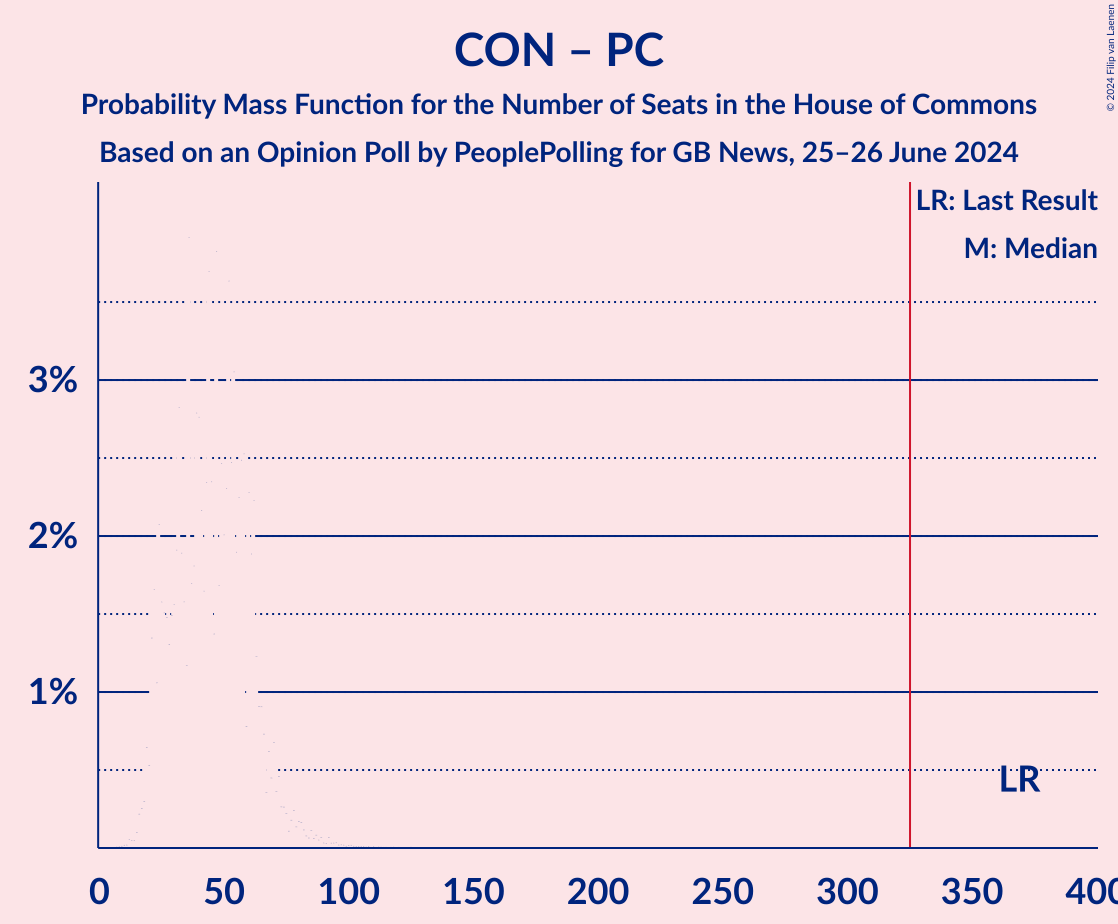 CON – PC
Probability Mass Function for the Number of Seats in the House of Commons
Based on an Opinion Poll by PeoplePolling for GB News, 25–26 June 2024
© 2024 Filip van Laenen
LR: Last Result
M: Median
3%
2%
1%
LR
0 50 100 150 200 250 300 350 400